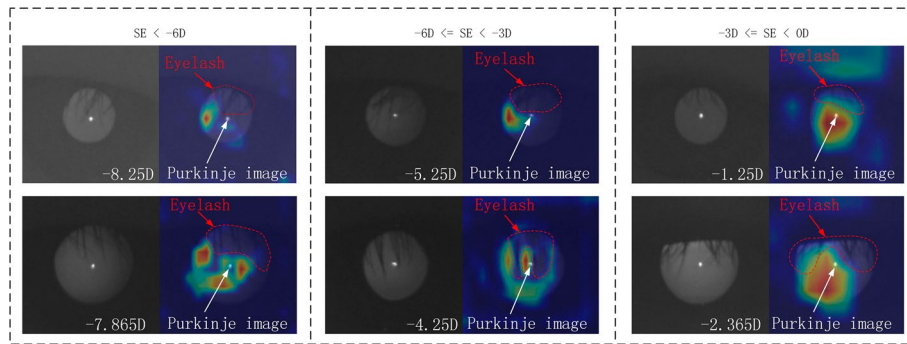 SE < -6D
-6D <= SE < -3D
-3D <= SE < 0D
Eyelash
-8.25D
Purkinje image
Eyelash
-5.25D
Purkinje image
Eyelash
-1.25D
Purkinje image
Eyelash
-7.865D
Purkinje image
Eyelash
-4.25D
Purkinje image
Eyelash
-2.365D
Purkinje image